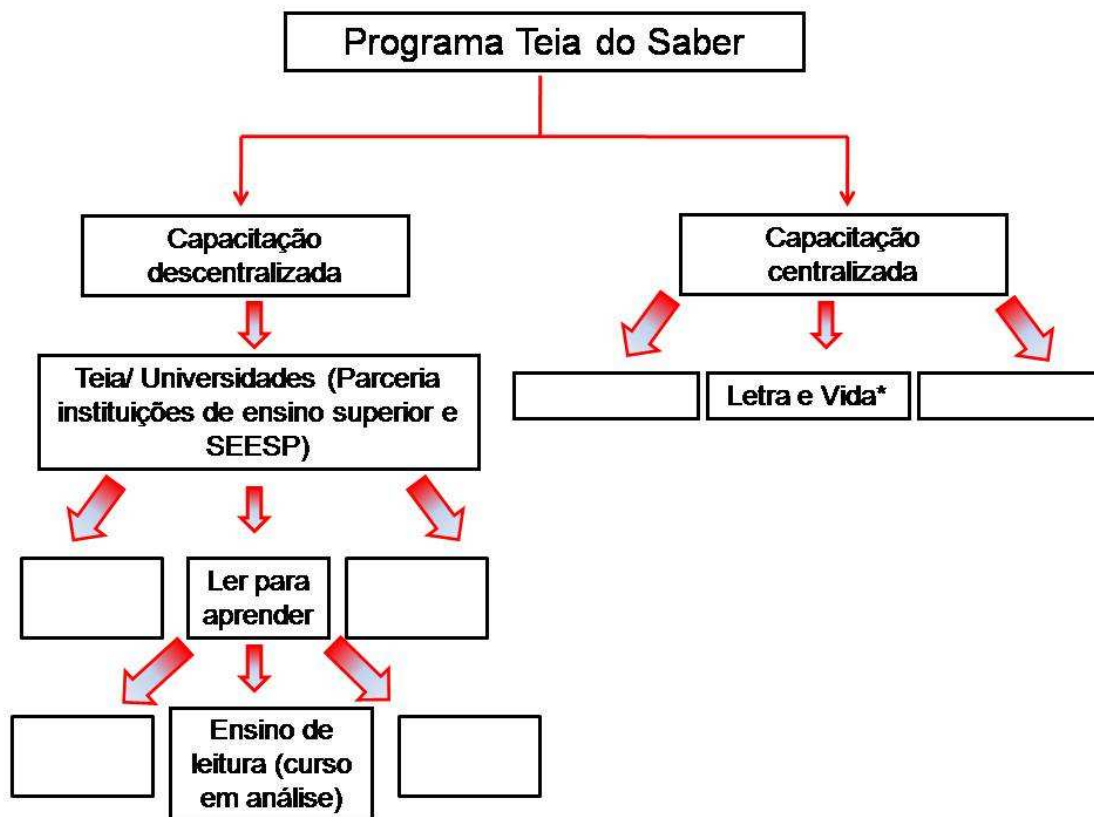 Programa Teia do Saber
Capacitação
descentralizada
Capacitação
centralizada
Teia/ Universidades (Parceria
instituições de ensino superior e
SEESP)
Letra e Vida*
Ler para
aprender
Ensino de
leitura (curso
em análise)